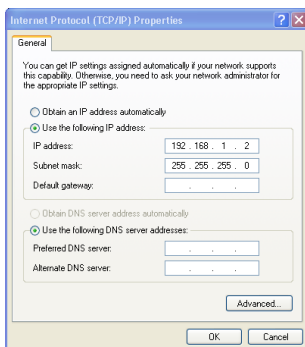 Internet Protocol (TCP/IP) Properties
General
You can get IP settings assigned automatically if your network supports
this capability. Otherwise, you need to ask your network administrator for
the appropriate IP settings.
Obtain an IP address automatically
Use the following IP address:
IP address: 192 . 168 . 1 . 2
Subnet mask: 255 . 255 . 255 . 0
Default gateway: . . .
Obtain DNS server address automatically
Use the following DNS server addresses:
Preferred DNS server: . . .
Alternate DNS server: . . .
Advanced...
OK Cancel